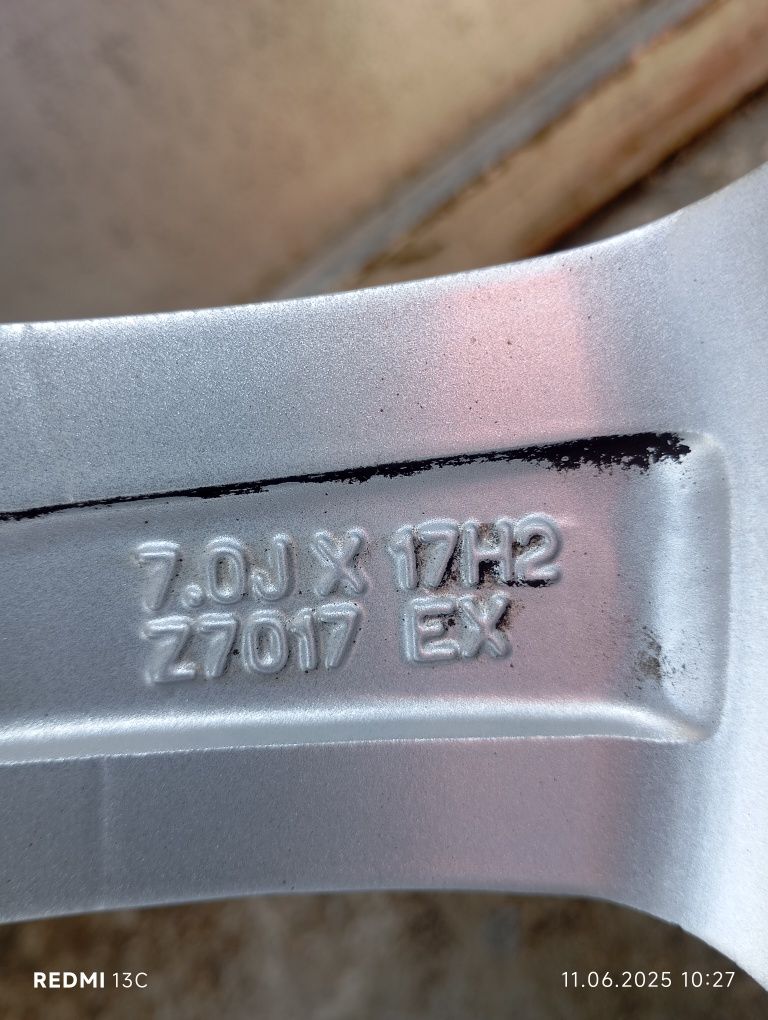 7.0J X 17H2
Z7017 EX
REDMI 13C
11.06.2025 10:27